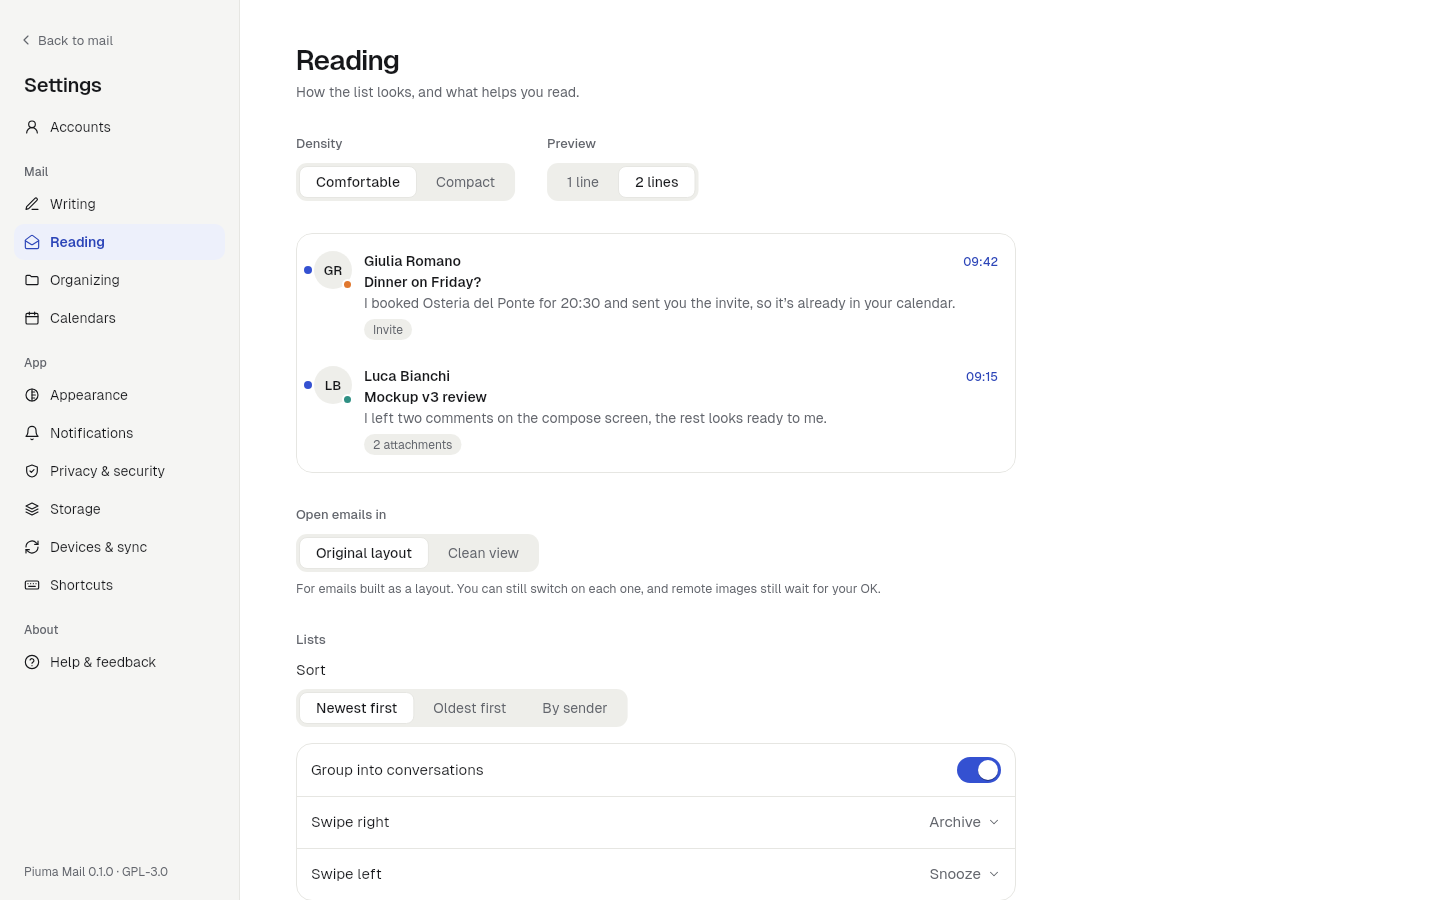 Back to mail
Settings
Accounts
Mail
Writing
Reading
Organizing
Calendars
App
Appearance
Notifications
Privacy & security
Storage
Devices & sync
Shortcuts
About
Help & feedback
Piuma Mail 0.1.0 · GPL-3.0
Reading
How the list looks, and what helps you read.
Density
Comfortable Compact
Preview
1 line 2 lines
GR
Giulia Romano 09:42
Dinner on Friday?
I booked Osteria del Ponte for 20:30 and sent you the invite, so it's already in your calendar.
Invite
LB
Luca Bianchi 09:15
Mockup v3 review
I left two comments on the compose screen, the rest looks ready to me.
2 attachments
Open emails in
Original layout Clean view
For emails built as a layout. You can still switch on each one, and remote images still wait for your OK.
Lists
Sort
Newest first Oldest first By sender
Group into conversations
Swipe right Archive
Swipe left Snooze